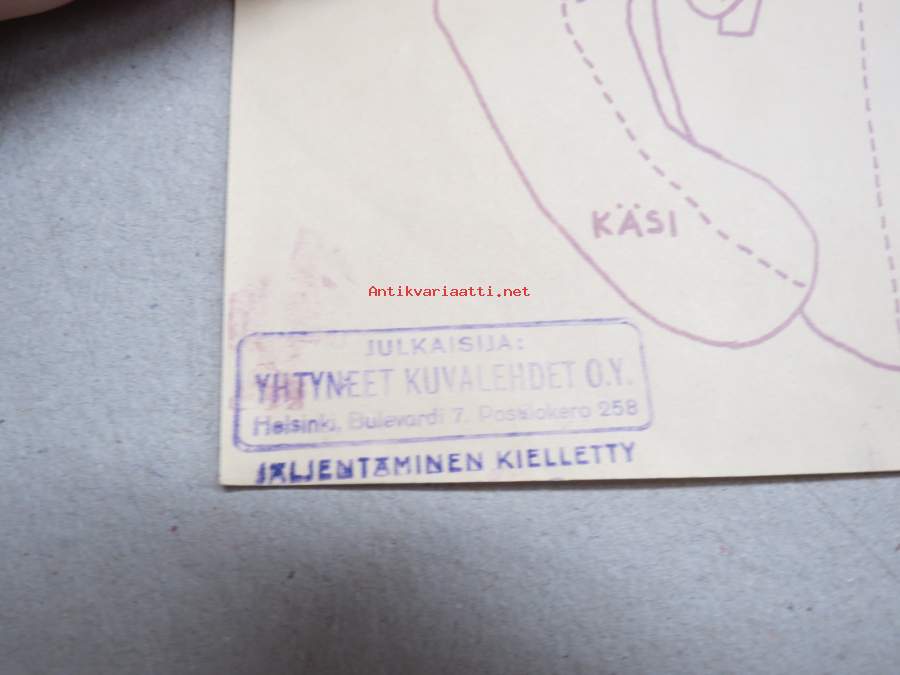 KÄSI
Antikvariaatti.net
JULKAISIJA:
YHTYNEET KUVALEHDET O.Y.
Helsinki, Bulevardi 7. Postilokero 258
JÄLJENTÄMINEN KIELLETTY